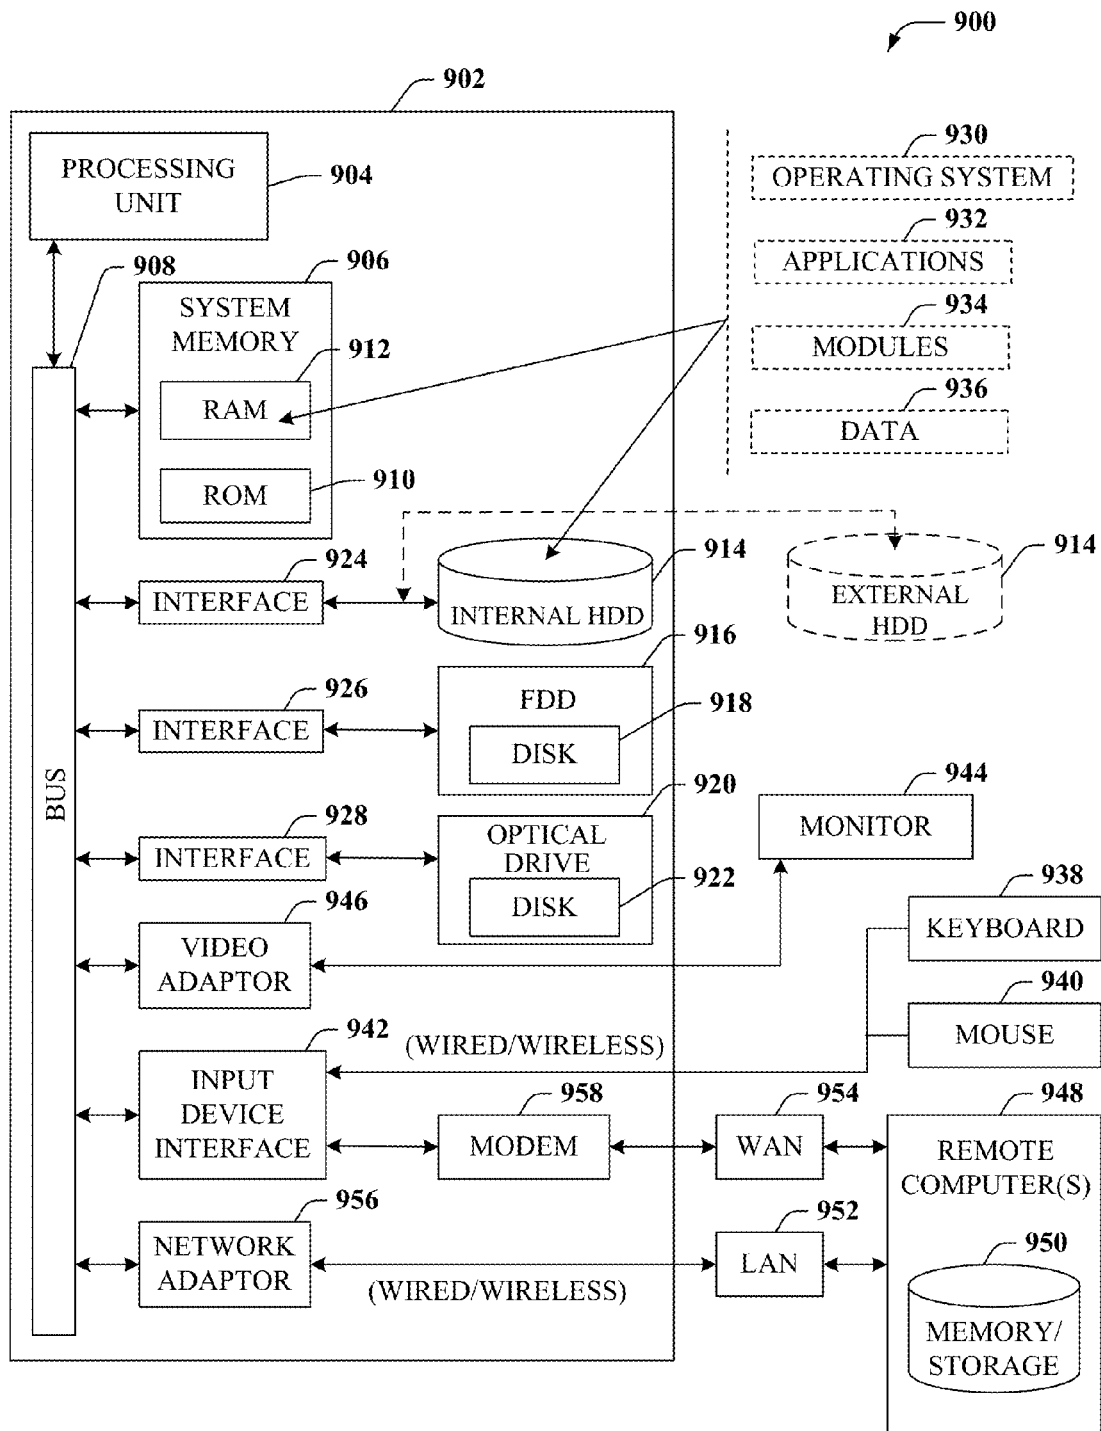 900
902
PROCESSING
UNIT
904
930
OPERATING SYSTEM
932
APPLICATIONS
934
MODULES
936
DATA
908
906
SYSTEM
MEMORY
912
RAM
910
ROM
BUS
924
INTERFACE
914
INTERNAL HDD
914
EXTERNAL
HDD
926
INTERFACE
916
FDD
918
DISK
928
INTERFACE
920
OPTICAL
DRIVE
922
DISK
944
MONITOR
946
VIDEO
ADAPTOR
938
KEYBOARD
940
MOUSE
942
INPUT
DEVICE
INTERFACE
(WIRED/WIRELESS)
958
MODEM
954
WAN
948
REMOTE
COMPUTER(S)
956
NETWORK
ADAPTOR
(WIRED/WIRELESS)
952
LAN
950
MEMORY/
STORAGE